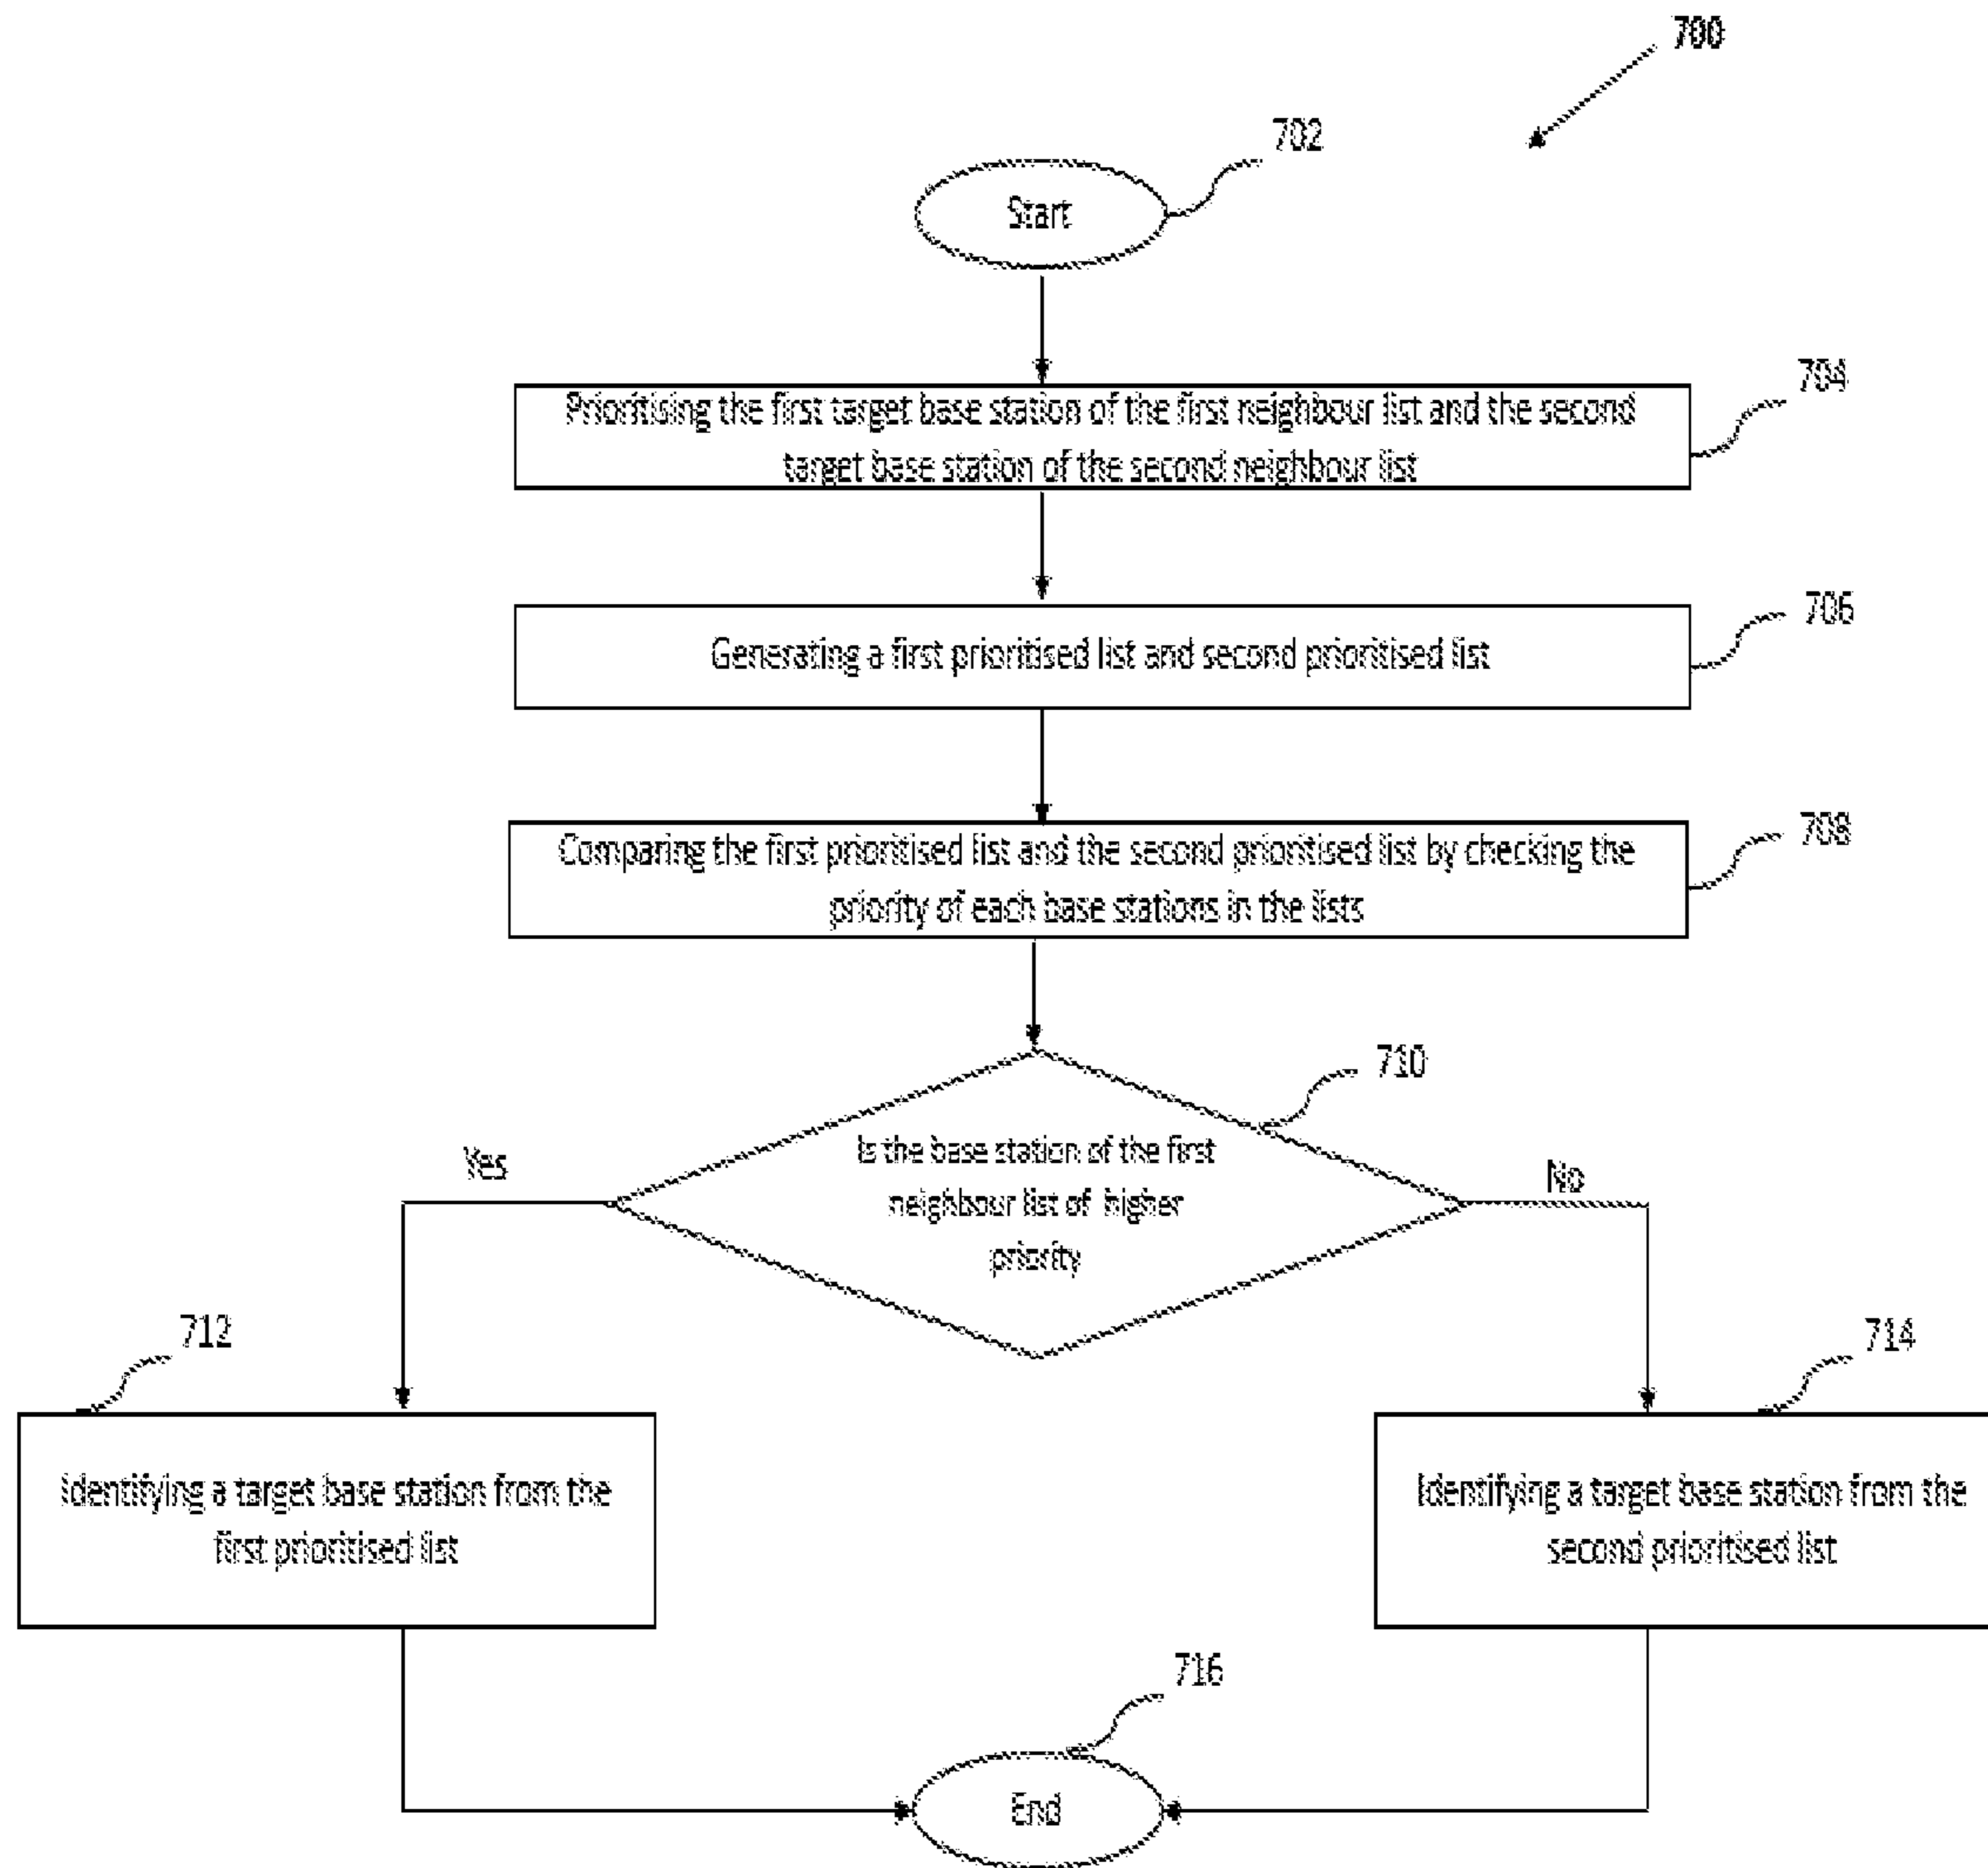 700
702
Start
704
Prioritising the first target base station of the first neighbour list and the second
target base station of the second neighbour list
706
Generating a first prioritised list and second prioritised list
708
Comparing the first prioritised list and the second prioritised list by checking the
priority of each base stations in the lists
710
Is the base station of the first
neighbour list of higher
priority
Yes
No
712
714
Identifying a target base station from the
first prioritised list
Identifying a target base station from the
second prioritised list
716
End